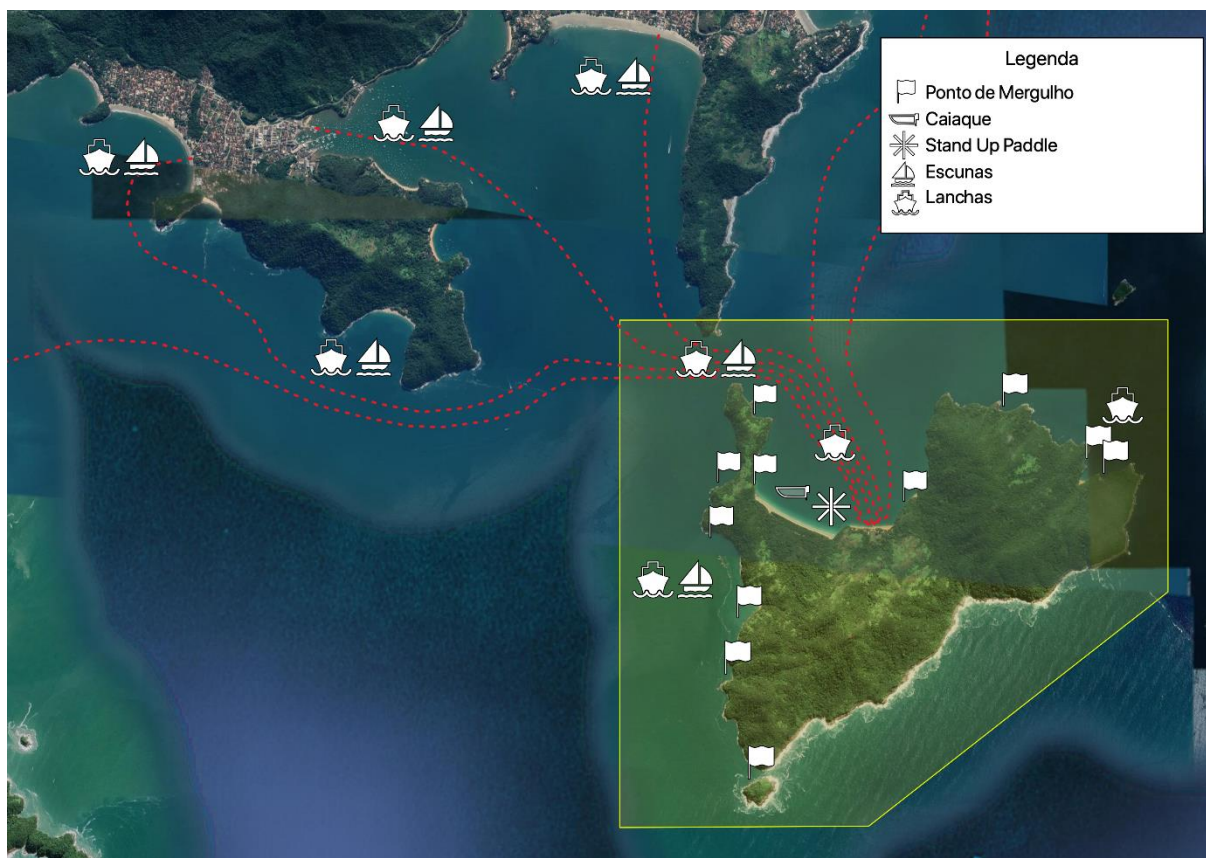 Legenda
Ponto de Mergulho
Caiaque
Stand Up Paddle
Escunas
Lanchas